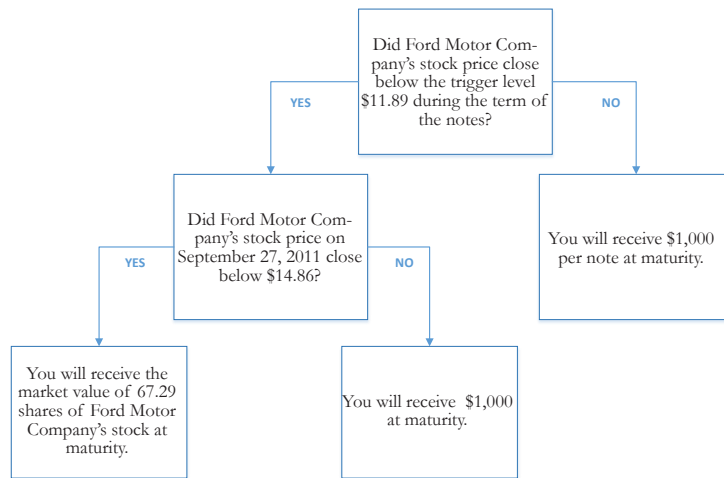 Did Ford Motor Com-
pany's stock price close
below the trigger level
$11.89 during the term of
the notes?
YES
NO
Did Ford Motor Com-
pany's stock price on
September 27, 2011 close
below $14.86?
You will receive $1,000
per note at maturity.
YES
NO
You will receive the
market value of 67.29
shares of Ford Motor
Company's stock at
maturity.
You will receive $1,000
at maturity.